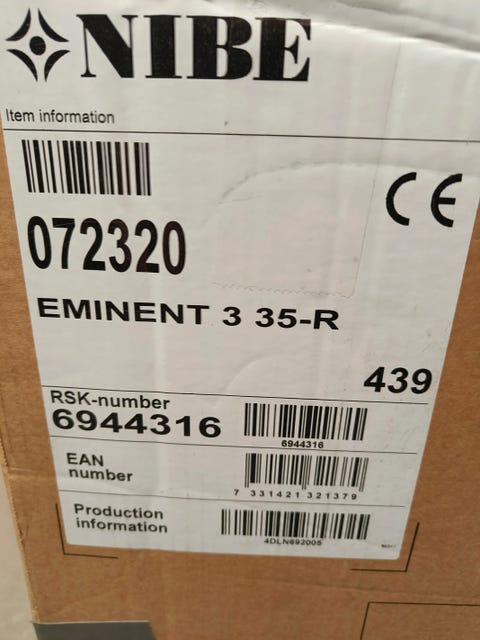 NIBE
Item information
CE
072320
EMINENT 3 35-R
439
RSK-number
6944316
6944316
EAN
number
7 331421 321379
Production
information
4DLN692005